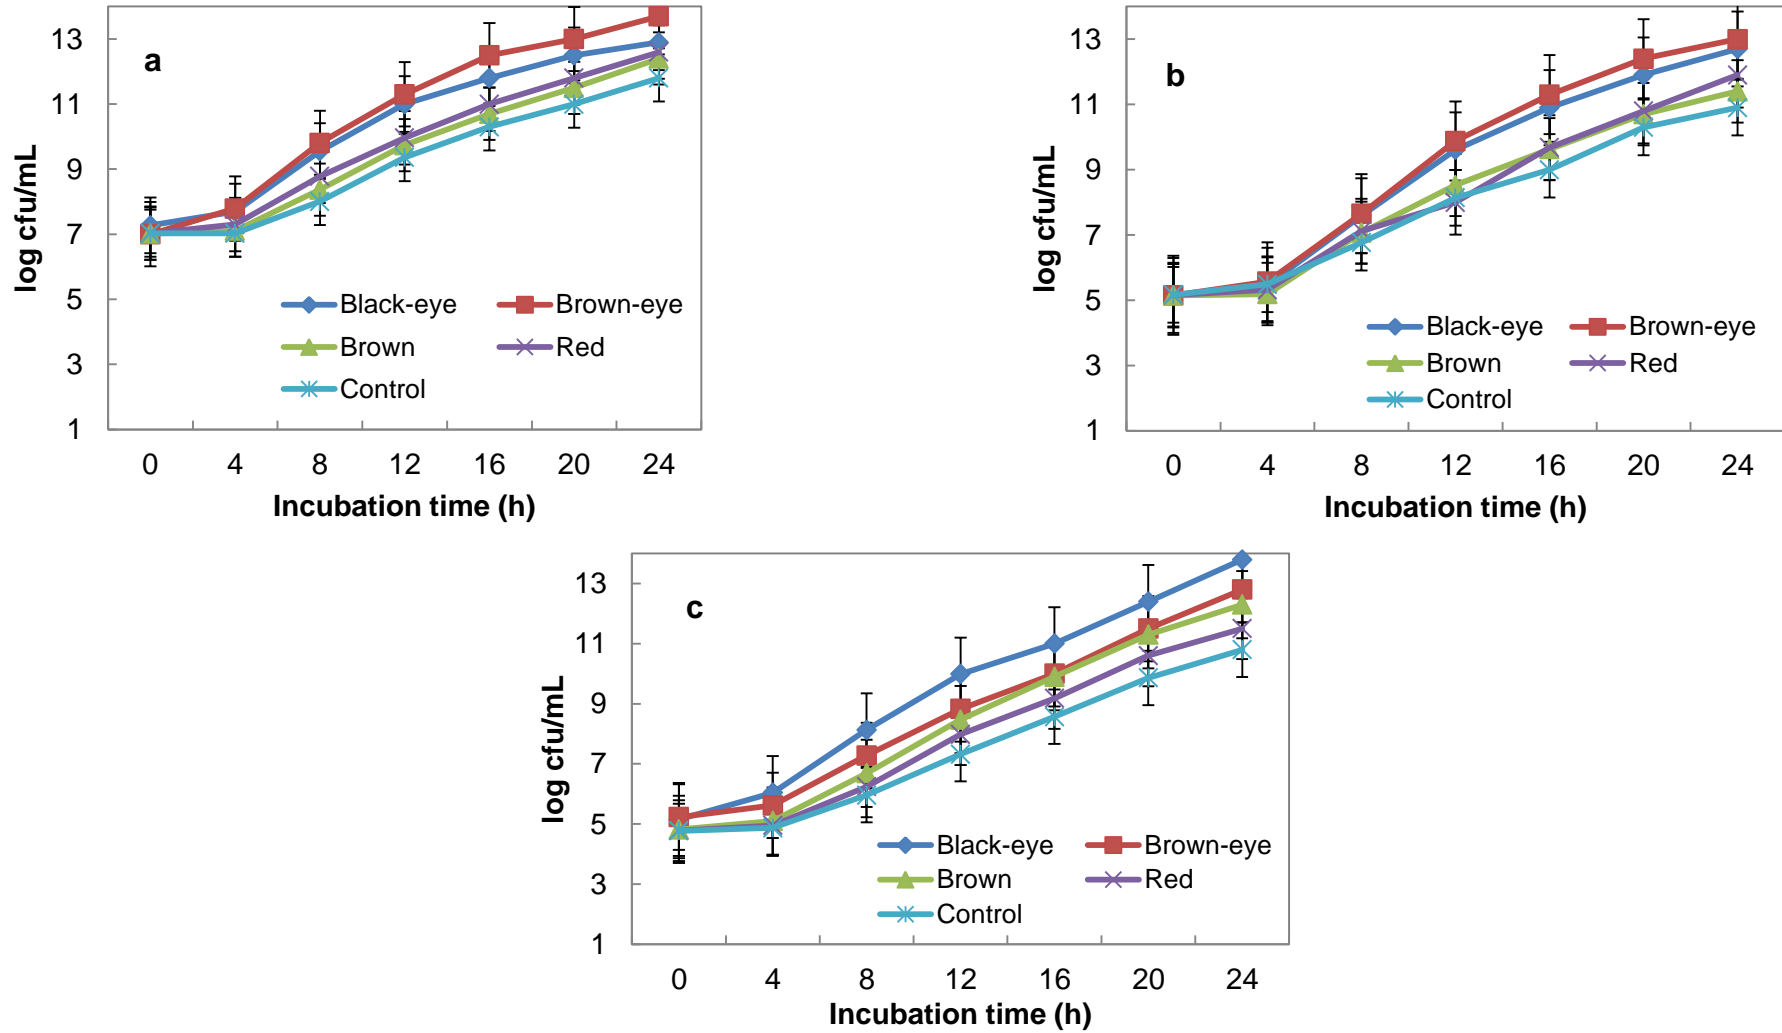 a
13
11
9
7
5
3
1
log cfu/mL
Black-eye Brown-eye
Brown Red
Control
0 4 8 12 16 20 24
Incubation time (h)
b
13
11
9
7
5
3
1
log cfu/mL
Black-eye Brown-eye
Brown Red
Control
0 4 8 12 16 20 24
Incubation time (h)
c
13
11
9
7
5
3
1
log cfu/mL
Black-eye Brown-eye
Brown Red
Control
0 4 8 12 16 20 24
Incubation time (h)